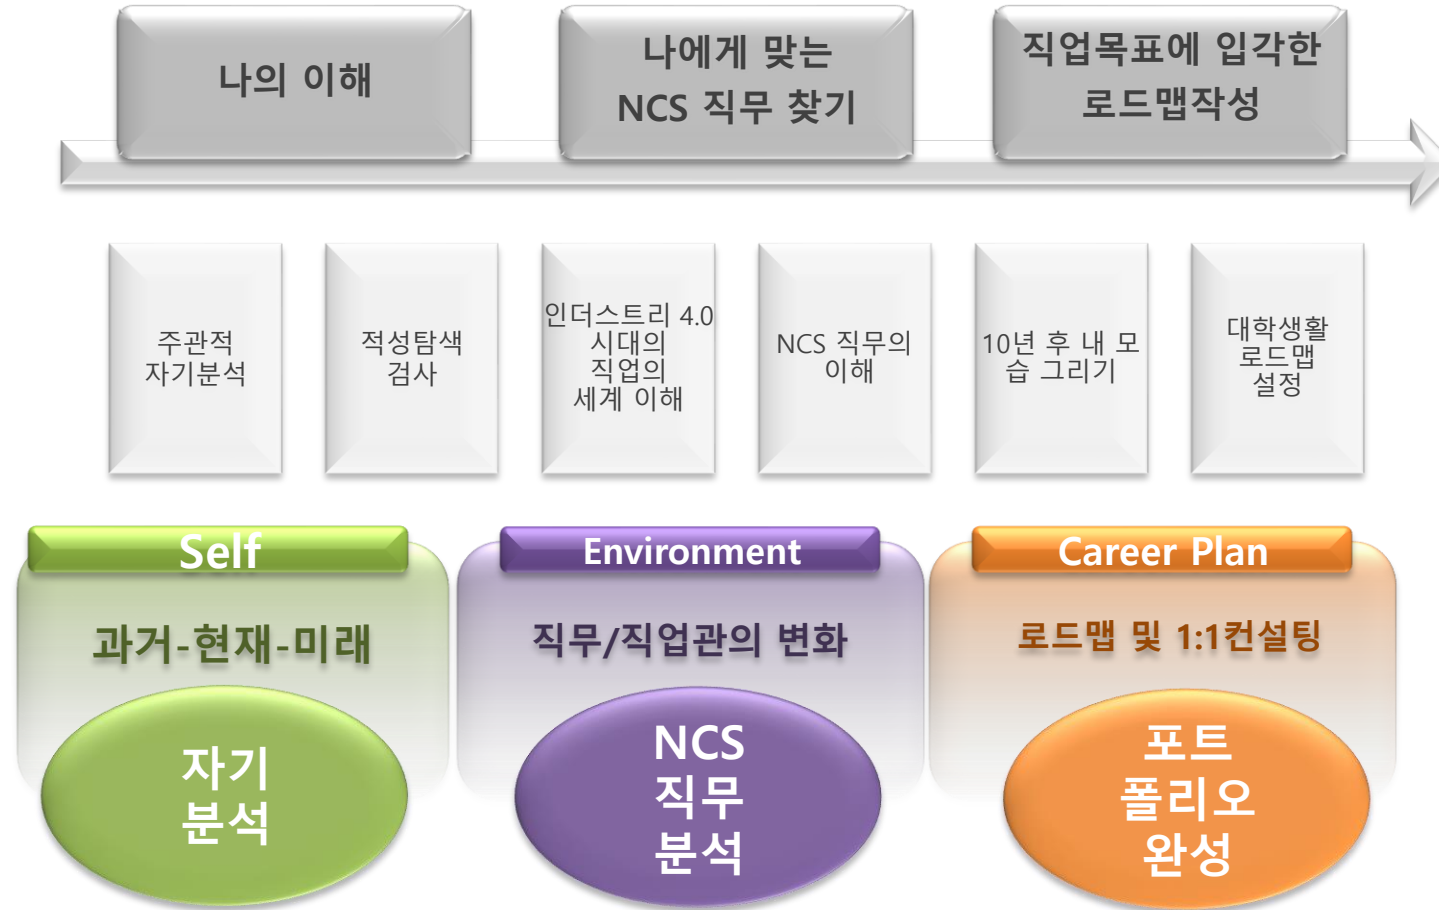 나의 이해
나에게 맞는
NCS 직무 찾기
직업목표에 입각한
로드맵작성
주관적
자기분석
적성탐색
검사
인더스트리 4.0
시대의
직업의
세계 이해
NCS 직무의
이해
10년 후 내 모
습 그리기
대학생활
로드맵
설정
Self
과거-현재-미래
자기
분석
Environment
직무/직업관의 변화
NCS
직무
분석
Career Plan
로드맵 및 1:1컨설팅
포트
폴리오
완성